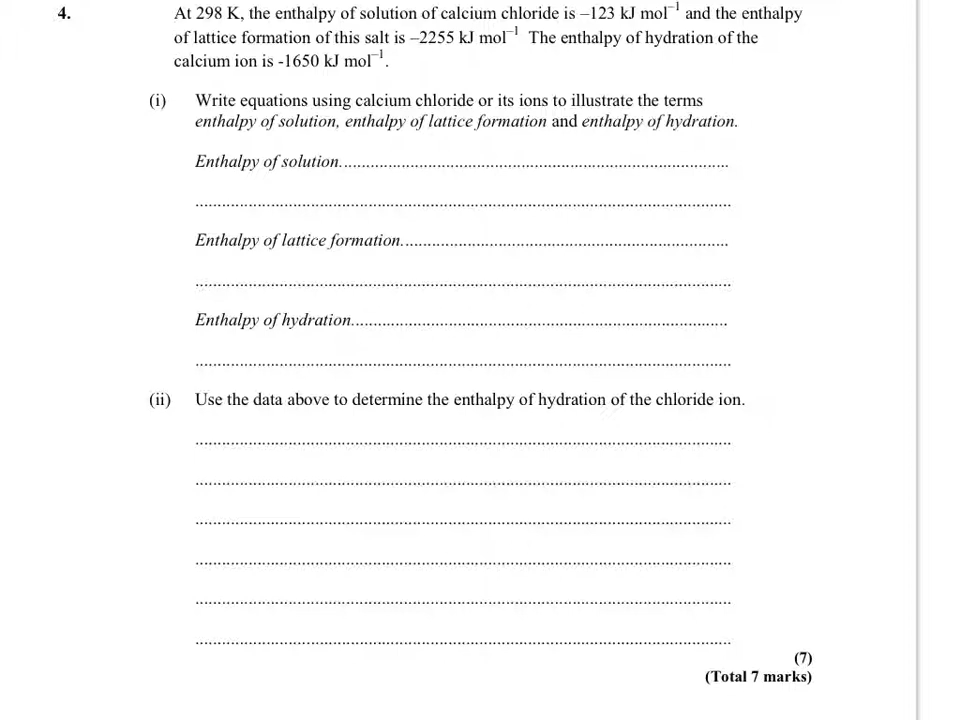 4. At 298 K, the enthalpy of solution of calcium chloride is –123 kJ mol⁻¹ and the enthalpy
of lattice formation of this salt is –2255 kJ mol⁻¹ The enthalpy of hydration of the
calcium ion is -1650 kJ mol⁻¹.
(i) Write equations using calcium chloride or its ions to illustrate the terms
enthalpy of solution, enthalpy of lattice formation and enthalpy of hydration.
Enthalpy of solution..........................................................................................
..............................................................................................................................
Enthalpy of lattice formation............................................................................
..............................................................................................................................
Enthalpy of hydration.......................................................................................
..............................................................................................................................
(ii) Use the data above to determine the enthalpy of hydration of the chloride ion.
..............................................................................................................................
..............................................................................................................................
..............................................................................................................................
..............................................................................................................................
..............................................................................................................................
..............................................................................................................................
(7)
(Total 7 marks)